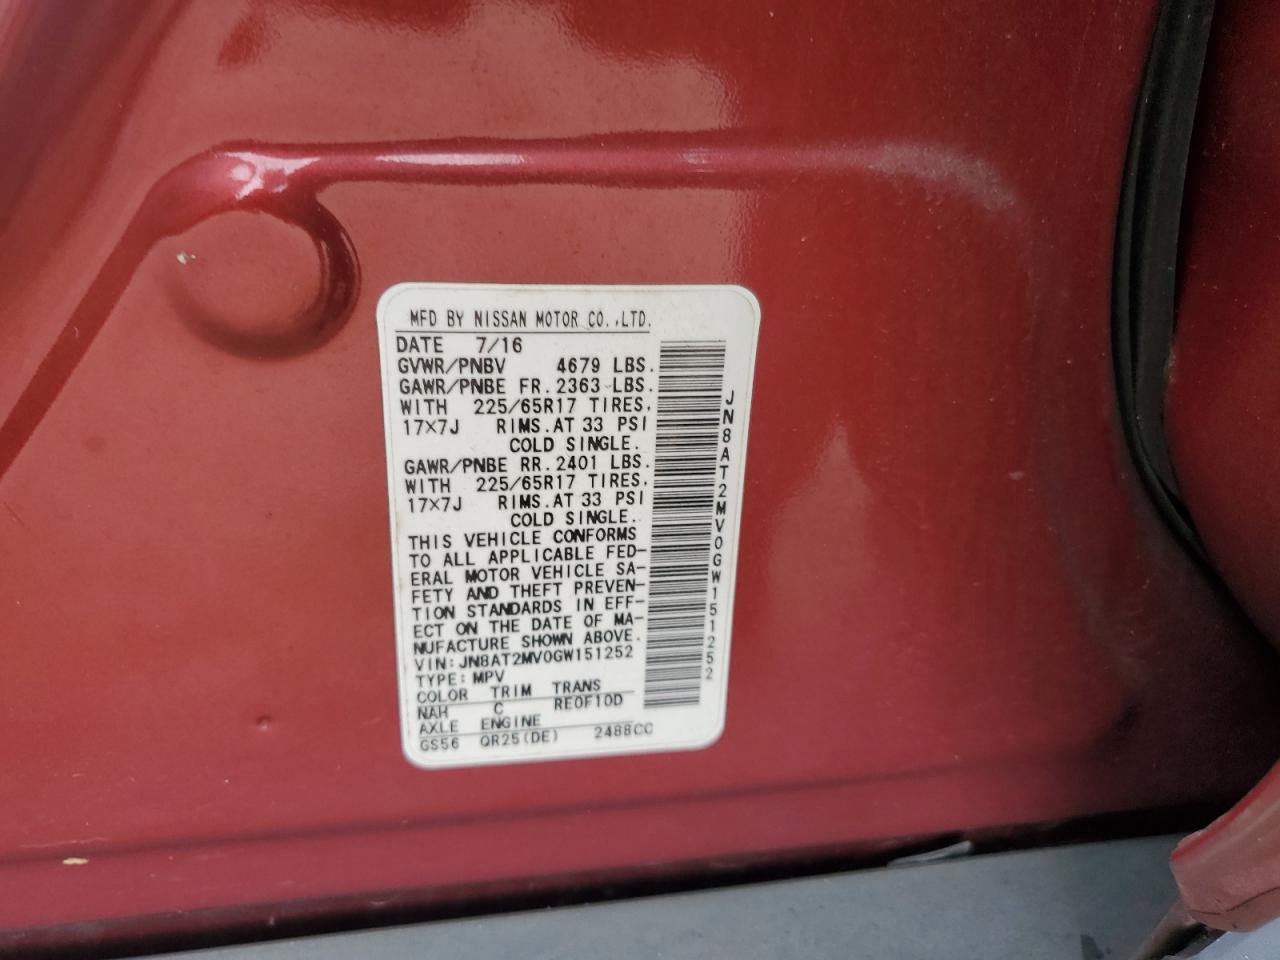 MFD BY NISSAN MOTOR CO.,LTD.
DATE 7/16
GVWR/PNBV 4679 LBS.
GAWR/PNBE FR. 2363 LBS.
WITH 225/65R17 TIRES,
17×7J RIMS.AT 33 PSI
COLD SINGLE.
GAWR/PNBE RR. 2401 LBS.
WITH 225/65R17 TIRES,
17×7J RIMS.AT 33 PSI
COLD SINGLE.
THIS VEHICLE CONFORMS
TO ALL APPLICABLE FED-
ERAL MOTOR VEHICLE SA-
FETY AND THEFT PREVEN-
TION STANDARDS IN EFF-
ECT ON THE DATE OF MA-
NUFACTURE SHOWN ABOVE.
VIN:JN8AT2MV0GW151252
TYPE:MPV
COLOR TRIM TRANS
NAH C RE0F10D
AXLE ENGINE
GS56 QR25(DE) 2488CC
JN8AT2MV0GW151252